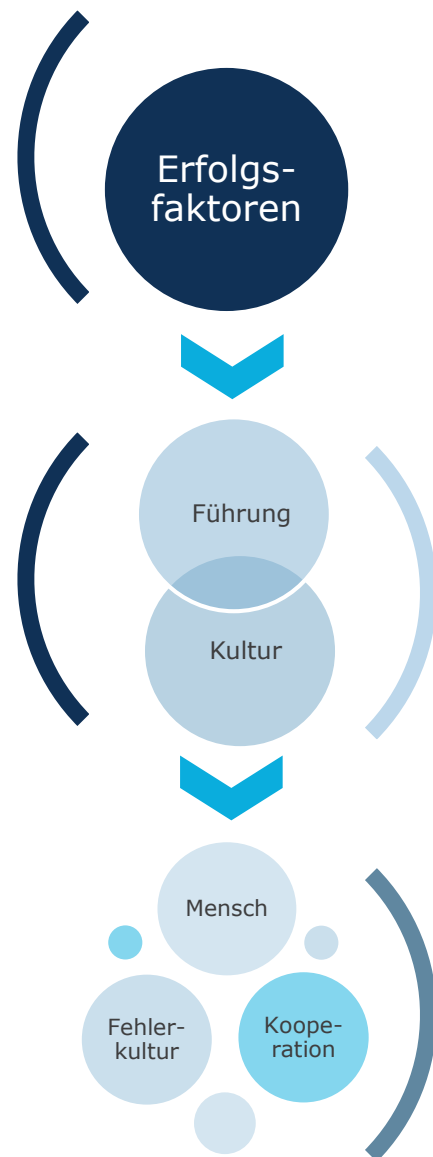 Erfolgs-
faktoren
Führung
Kultur
Mensch
Fehler-
kultur
Koope-
ration